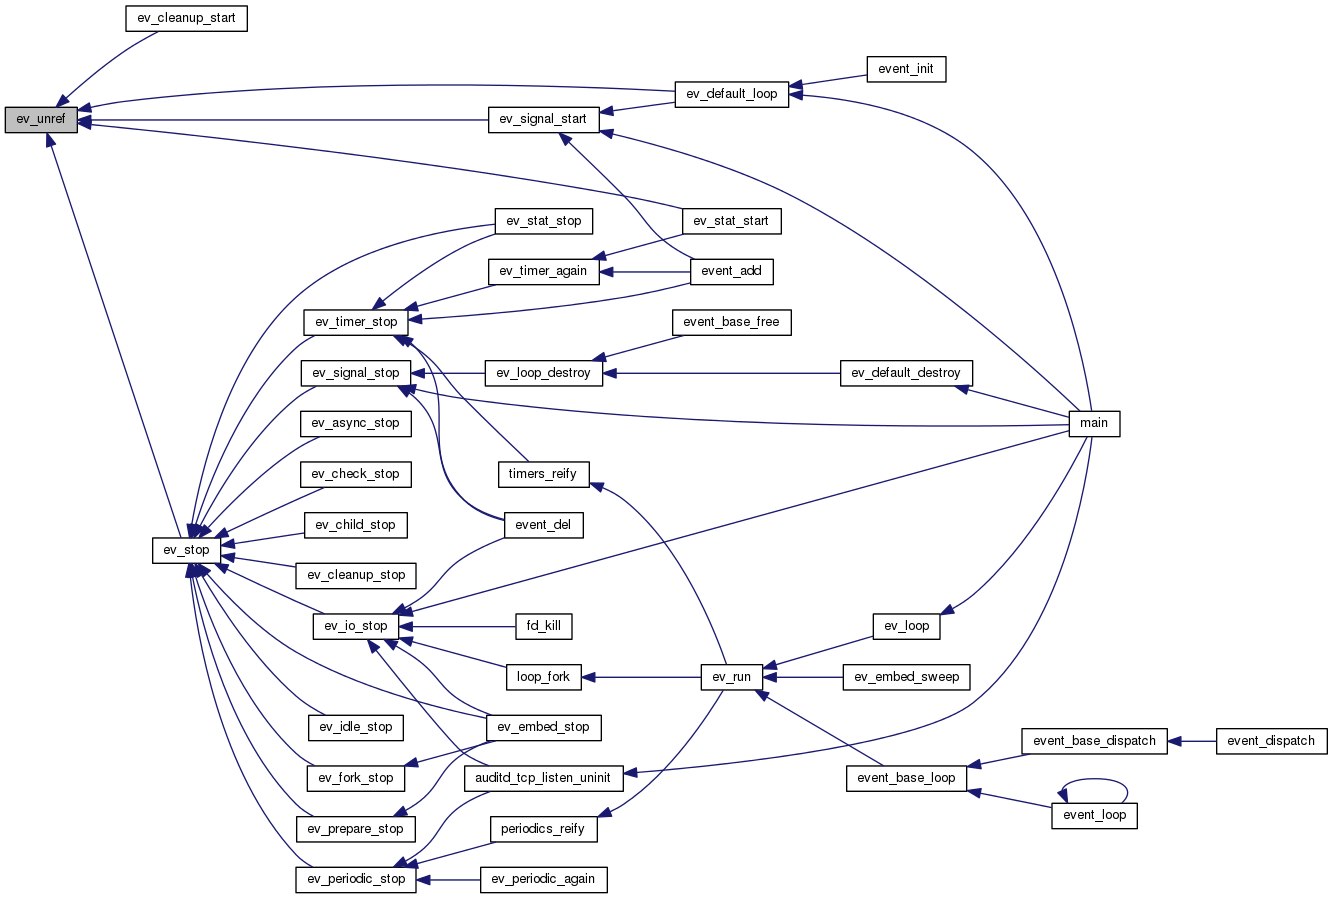 ev_cleanup_start
event_init
ev_default_loop
ev_unref
ev_signal_start
ev_stat_stop
ev_stat_start
ev_timer_again
event_add
ev_timer_stop
event_base_free
ev_signal_stop
ev_loop_destroy
ev_default_destroy
ev_async_stop
main
ev_check_stop
timers_reify
ev_child_stop
event_del
ev_stop
ev_cleanup_stop
ev_io_stop
fd_kill
ev_loop
loop_fork
ev_run
ev_embed_sweep
ev_idle_stop
ev_embed_stop
event_base_dispatch
event_dispatch
ev_fork_stop
auditd_tcp_listen_uninit
event_base_loop
event_loop
ev_prepare_stop
periodics_reify
ev_periodic_stop
ev_periodic_again